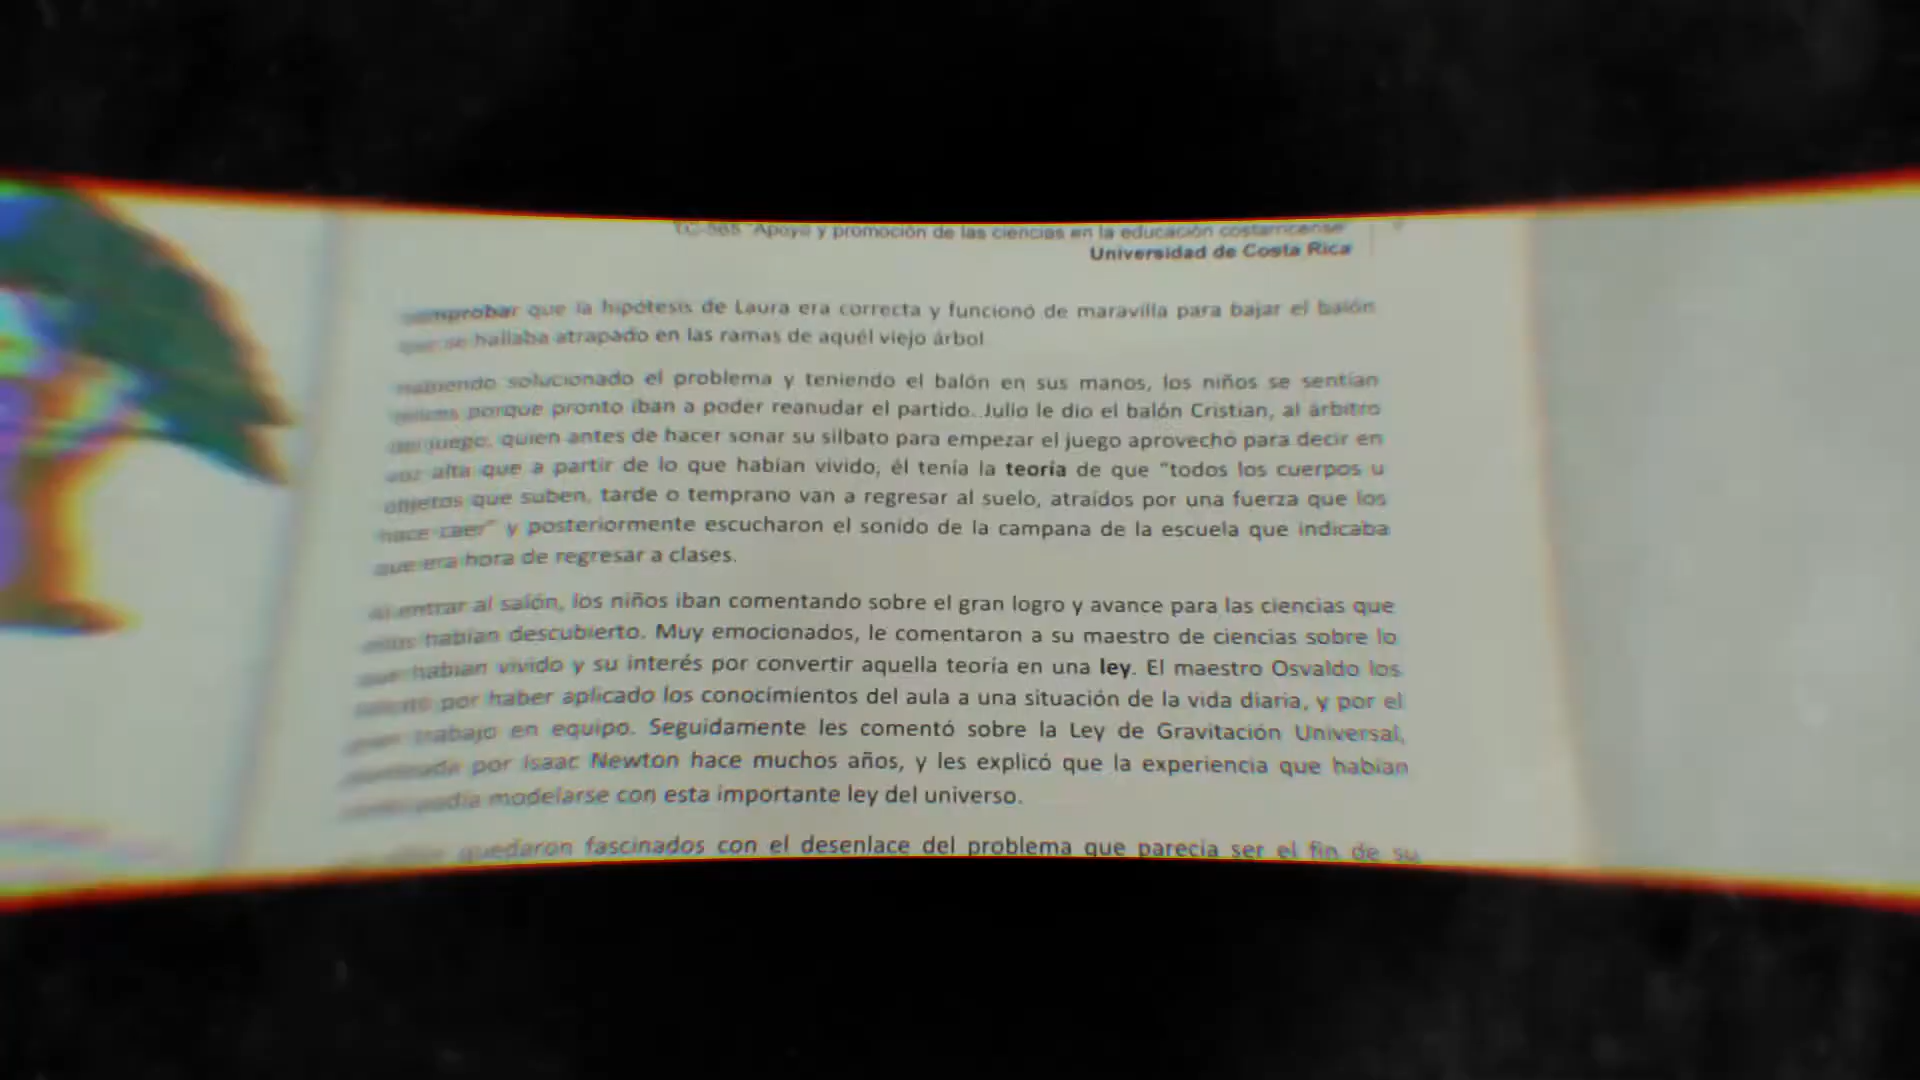 TC-565 "Apoyo y promoción de las ciencias en la educación costarricense"
Universidad de Costa Rica
comprobar que la hipótesis de Laura era correcta y funcionó de maravilla para bajar el balón
que se hallaba atrapado en las ramas de aquél viejo árbol
Habiendo solucionado el problema y teniendo el balón en sus manos, los niños se sentían
felices porque pronto iban a poder reanudar el partido. Julio le dio el balón Cristian, al árbitro
del juego, quien antes de hacer sonar su silbato para empezar el juego aprovechó para decir en
voz alta que a partir de lo que habían vivido, él tenía la teoría de que "todos los cuerpos u
objetos que suben, tarde o temprano van a regresar al suelo, atraídos por una fuerza que los
hace caer" y posteriormente escucharon el sonido de la campana de la escuela que indicaba
que era hora de regresar a clases.
Al entrar al salón, los niños iban comentando sobre el gran logro y avance para las ciencias que
ellos habían descubierto. Muy emocionados, le comentaron a su maestro de ciencias sobre lo
que habían vivido y su interés por convertir aquella teoría en una ley. El maestro Osvaldo los
por haber aplicado los conocimientos del aula a una situación de la vida diaria, y por el
gran trabajo en equipo. Seguidamente les comentó sobre la Ley de Gravitación Universal,
por Isaac Newton hace muchos años, y les explicó que la experiencia que habían
podía modelarse con esta importante ley del universo.
quedaron fascinados con el desenlace del problema que parecía ser el fin de su